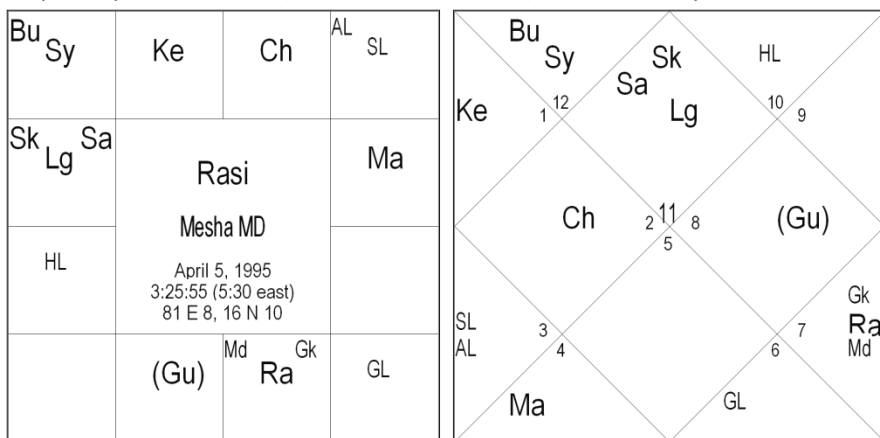 Bu
Sy
Ke
Ch
AL
SL
Sk
Lg
Sa
Rasi
Mesha MD
April 5, 1995
3:25:55 (5:30 east)
81 E 8, 16 N 10
Ma
HL
(Gu)
Md
Gk
Ra
GL
Bu
Sy
Sk
Sa
Lg
HL
Ke
1
12
10
9
Ch
2
11
8
5
(Gu)
SL
AL
3
4
Gk
7
Ra
6
Md
Ma
GL